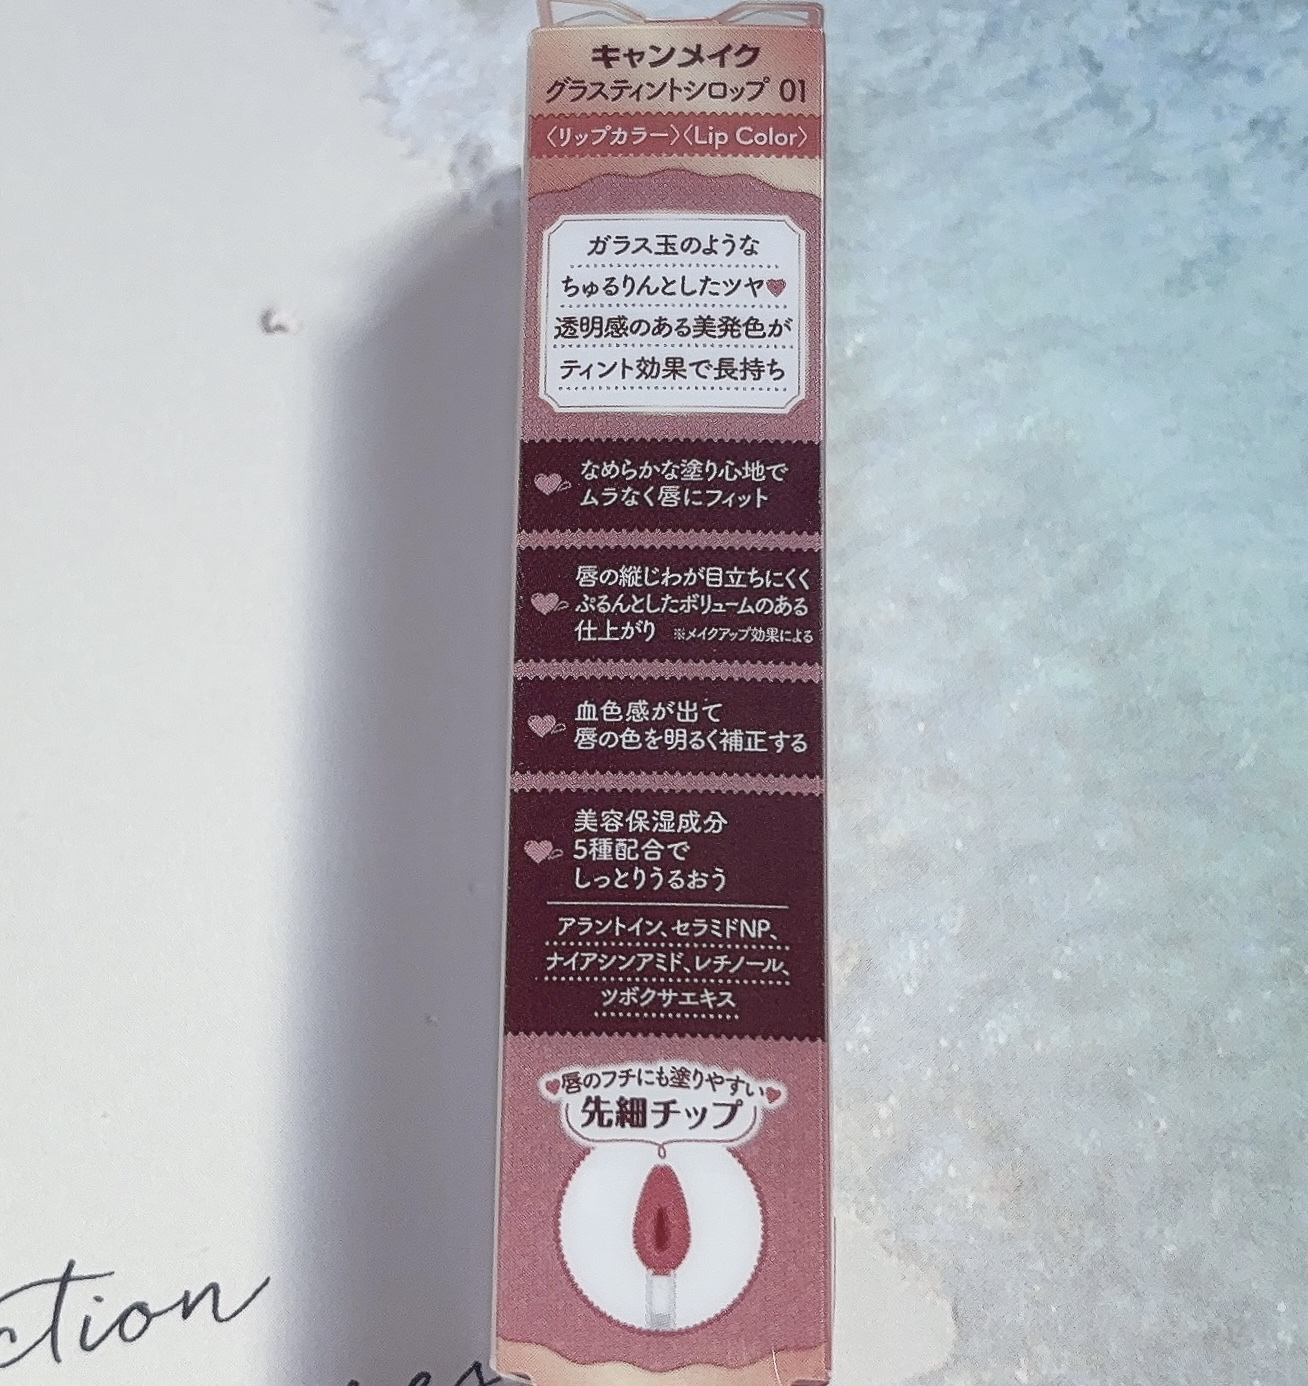 キャンメイク
グラスティントシロップ 01
〈リップカラー〉〈Lip Color〉
ガラス玉のような
ちゅるりんとしたツヤ♥
透明感のある美発色が
ティント効果で長持ち
なめらかな塗り心地で
ムラなく唇にフィット
唇の縦じわが目立ちにくく
ぷるんとしたボリュームのある
仕上がり ※メイクアップ効果による
血色感が出て
唇の色を明るく補正する
美容保湿成分
5種配合で
しっとりうるおう
アラントイン、セラミドNP、
ナイアシンアミド、レチノール、
ツボクサエキス
唇のフチにも塗りやすい
先細チップ
ction